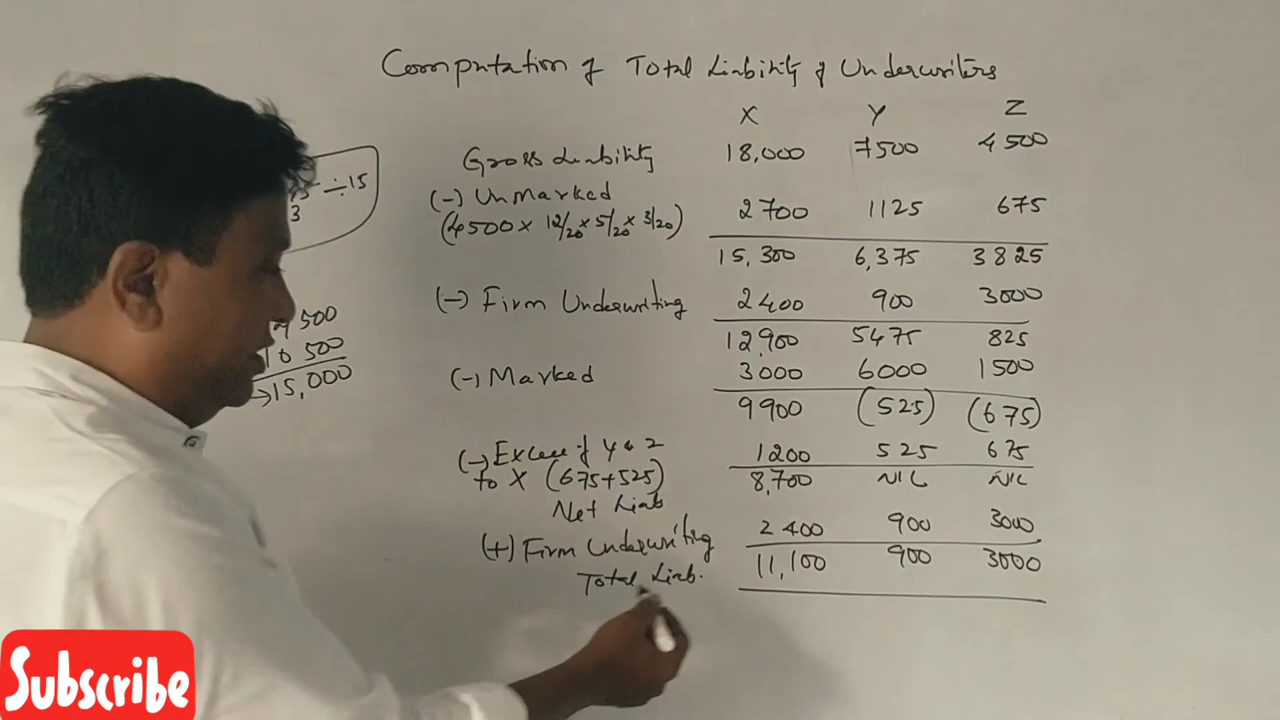 Computation of Total Liability of Underwriters
X Y Z
Gross Liability 18,000 7500 4500
(-) UnMarked
(4500 x 12/20 x 5/20 x 3/20) 2700 1125 675
15,300 6,375 3825
(-) Firm Underwriting 2400 900 3000
12,900 5475 825
(-) Marked 3000 6000 1500
9900 (525) (675)
(-) Excess of Y & Z 1200 525 675
to X (675+525) 8,700 NIL NIL
Net Liab
2400 900 3000
(+) Firm Underwriting
11,100 900 3000
Total Liab.
÷15
3
500
10 500
→15,000
Subscribe